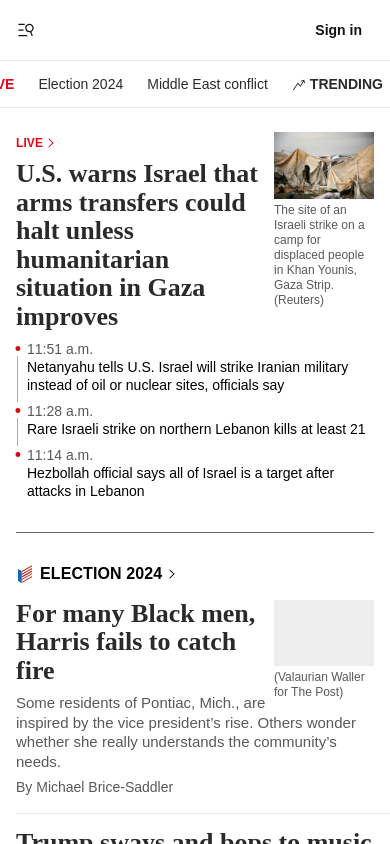 Sign in
VE
Election 2024
Middle East conflict
TRENDING
LIVE
U.S. warns Israel that
arms transfers could
halt unless
humanitarian
situation in Gaza
improves
The site of an
Israeli strike on a
camp for
displaced people
in Khan Younis,
Gaza Strip.
(Reuters)
11:51 a.m.
Netanyahu tells U.S. Israel will strike Iranian military
instead of oil or nuclear sites, officials say
11:28 a.m.
Rare Israeli strike on northern Lebanon kills at least 21
11:14 a.m.
Hezbollah official says all of Israel is a target after
attacks in Lebanon
ELECTION 2024
For many Black men,
Harris fails to catch
fire
(Valaurian Waller
for The Post)
Some residents of Pontiac, Mich., are
inspired by the vice president’s rise. Others wonder
whether she really understands the community’s
needs.
By Michael Brice-Saddler
Trump sways and bops to music